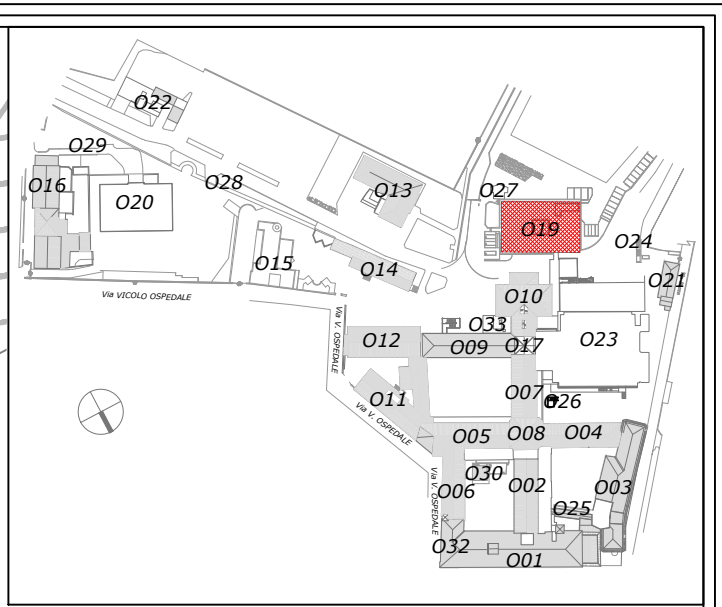 O22
O29
O16
O28
O13
O27
O20
O19
O24
O15
O14
O21
O10
Via VICOLO OSPEDALE
Via V. OSPEDALE
O33
O12
O09
O17
O23
O11
O07
O26
Via V. OSPEDALE
O05
O08
O04
O30
Via V. OSPEDALE
O06
O02
O03
O25
O32
O01